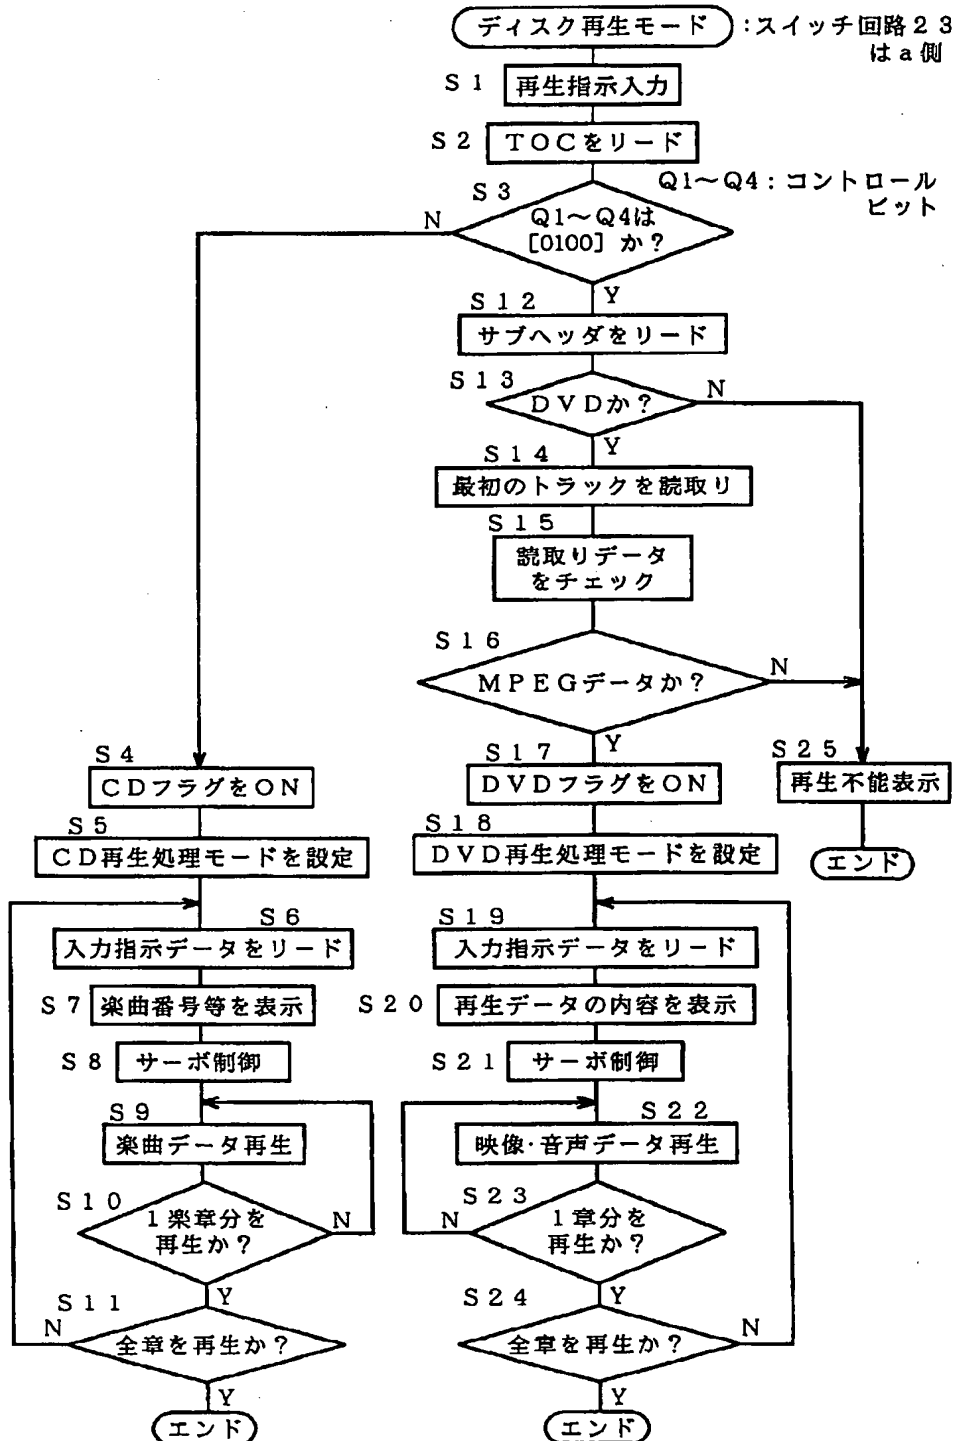 ディスク再生モード
:スイッチ回路23
はa側
S1
再生指示入力
S2
TOCをリード
Q1～Q4:コントロール
ビット
S3
Q1～Q4は
[0100]か?
N
Y
S12
サブヘッダをリード
S13
DVDか?
N
Y
S14
最初のトラックを読取り
S15
読取りデータ
をチェック
S16
MPEGデータか?
N
Y
S4
CDフラグをON
S5
CD再生処理モードを設定
S6
入力指示データをリード
S7
楽曲番号等を表示
S8
サーボ制御
S9
楽曲データ再生
S10
1楽章分を
再生か?
N
Y
S11
全章を再生か?
N
Y
エンド
S17
DVDフラグをON
S18
DVD再生処理モードを設定
S19
入力指示データをリード
S20
再生データの内容を表示
S21
サーボ制御
S22
映像・音声データ再生
S23
1章分を
再生か?
N
Y
S24
全章を再生か?
N
Y
エンド
S25
再生不能表示
エンド